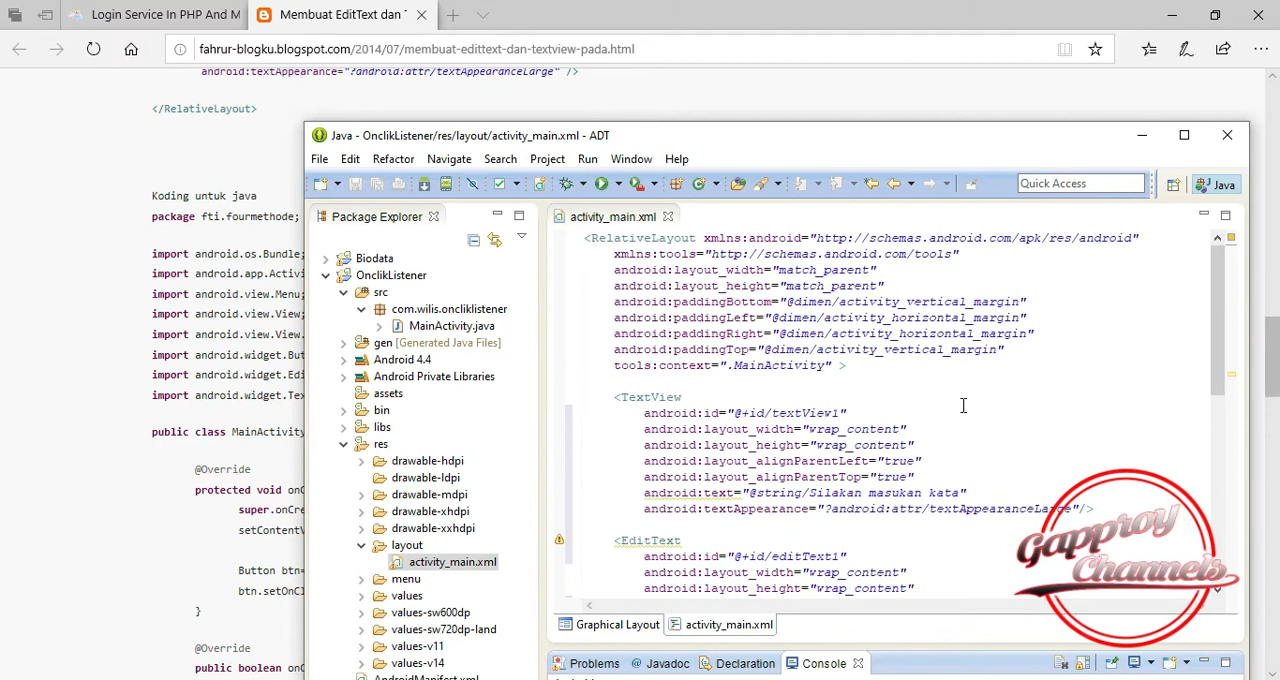 Login Service In PHP And M
Membuat EditText dan
fahrur-blogku.blogspot.com/2014/07/membuat-edittext-dan-textview-pada.html
android:textAppearance="?android:attr/textAppearanceLarge" />
</RelativeLayout>
Koding untuk java
package fti.fourmethode;
import android.os.Bundle;
import android.app.Activ
import android.view.Menu;
import android.view.View;
import android.view.View.
import android.widget.But
import android.widget.Edi
import android.widget.Tex
public class MainActivity
@Override
protected void onC
super.onCre
setContentV
Button btn=
btn.setOnCl
}
@Override
public boolean onC
Java - OnclikListener/res/layout/activity_main.xml - ADT
File Edit Refactor Navigate Search Project Run Window Help
Quick Access
Java
Package Explorer
Biodata
OnclikListener
src
com.wilis.oncliklistener
MainActivity.java
gen [Generated Java Files]
Android 4.4
Android Private Libraries
assets
bin
libs
res
drawable-hdpi
drawable-ldpi
drawable-mdpi
drawable-xhdpi
drawable-xxhdpi
layout
activity_main.xml
menu
values
values-sw600dp
values-sw720dp-land
values-v11
values-v14
AndroidManifest.xml
activity_main.xml
<RelativeLayout xmlns:android="http://schemas.android.com/apk/res/android"
xmlns:tools="http://schemas.android.com/tools"
android:layout_width="match_parent"
android:layout_height="match_parent"
android:paddingBottom="@dimen/activity_vertical_margin"
android:paddingLeft="@dimen/activity_horizontal_margin"
android:paddingRight="@dimen/activity_horizontal_margin"
android:paddingTop="@dimen/activity_vertical_margin"
tools:context=".MainActivity" >
<TextView
android:id="@+id/textView1"
android:layout_width="wrap_content"
android:layout_height="wrap_content"
android:layout_alignParentLeft="true"
android:layout_alignParentTop="true"
android:text="@string/Silakan masukan kata"
android:textAppearance="?android:attr/textAppearanceLarge"/>
<EditText
android:id="@+id/editText1"
android:layout_width="wrap_content"
android:layout_height="wrap_content"
Graphical Layout
activity_main.xml
Problems
Javadoc
Declaration
Console
Gapproy
Channels